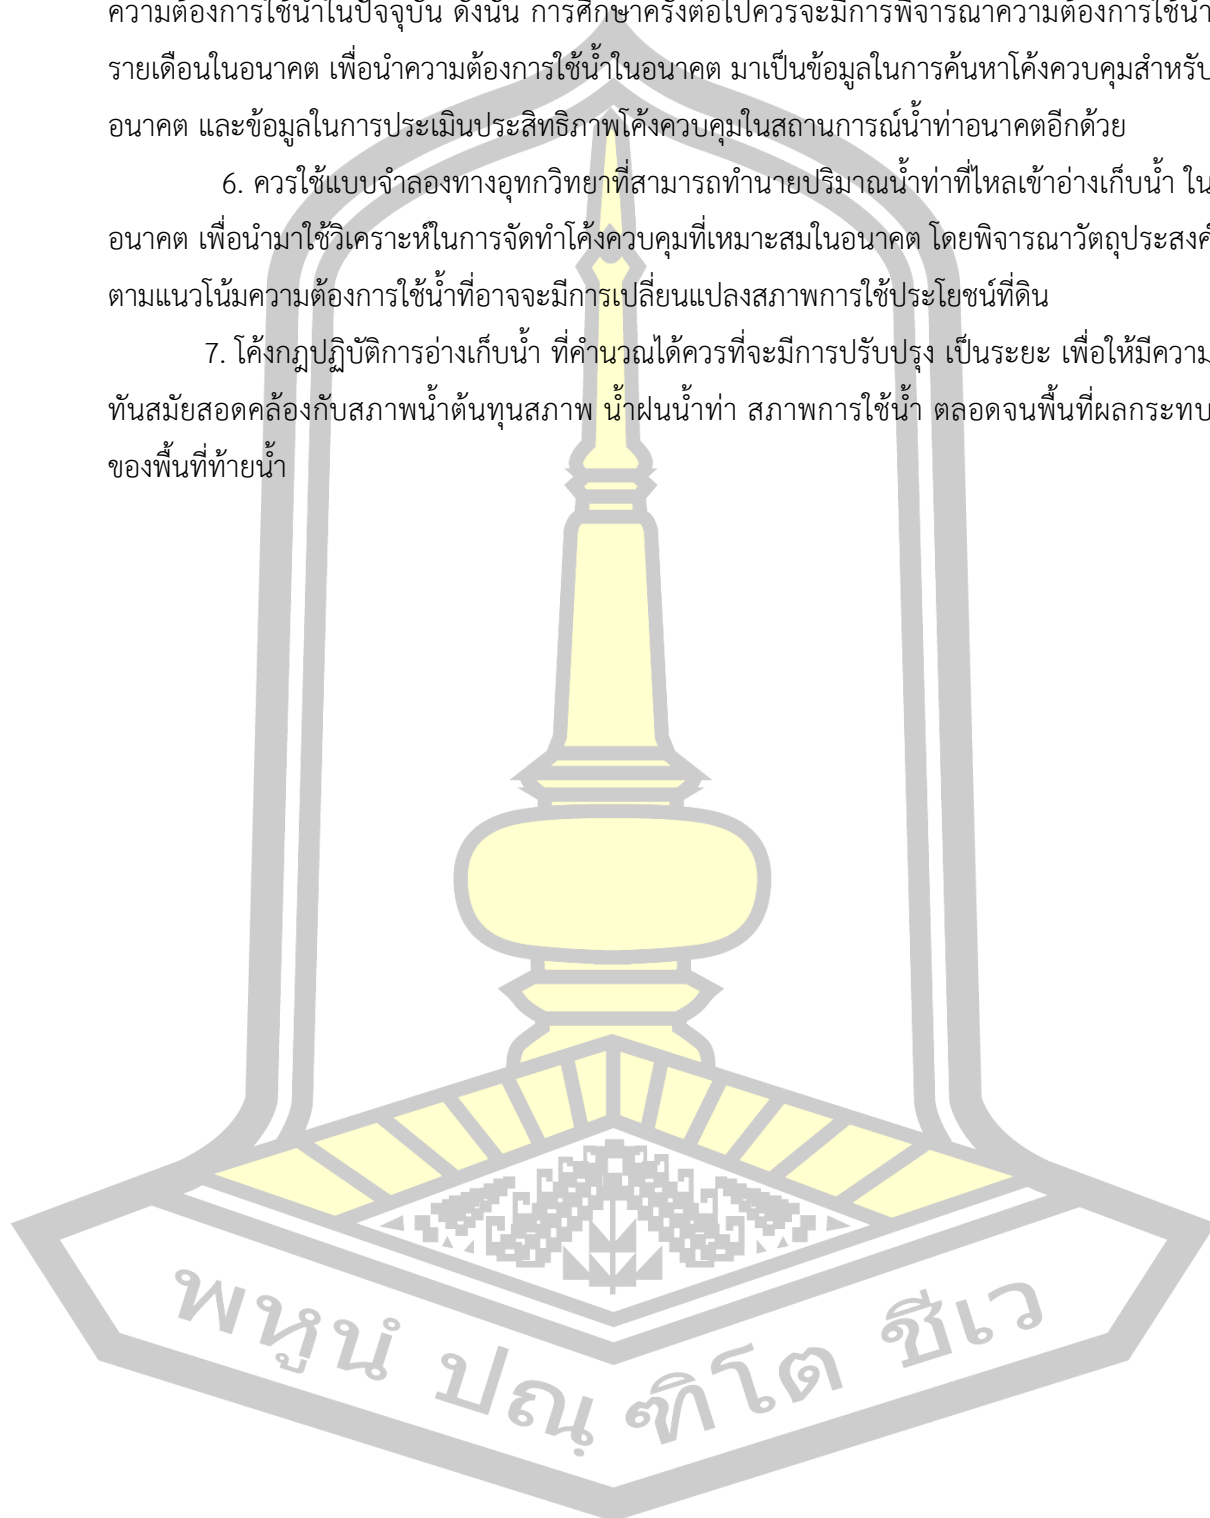 ความต้องการใช้น้ำในปัจจุบัน ดังนั้น การศึกษาครั้งต่อไปควรจะมีการพิจารณาความต้องการใช้น้ำ
รายเดือนในอนาคต เพื่อนำความต้องการใช้น้ำในอนาคต มาเป็นข้อมูลในการค้นหาโค้งควบคุมสำหรับ
อนาคต และข้อมูลในการประเมินประสิทธิภาพโค้งควบคุมในสถานการณ์น้ำท่าอนาคตอีกด้วย
6. ควรใช้แบบจำลองทางอุทกวิทยาที่สามารถทำนายปริมาณน้ำท่าที่ไหลเข้าอ่างเก็บน้ำ ใน
อนาคต เพื่อนำมาใช้วิเคราะห์ในการจัดทำโค้งควบคุมที่เหมาะสมในอนาคต โดยพิจารณาวัตถุประสงค์
ตามแนวโน้มความต้องการใช้น้ำที่อาจจะมีการเปลี่ยนแปลงสภาพการใช้ประโยชน์ที่ดิน
7. โค้งกฎปฏิบัติการอ่างเก็บน้ำ ที่คำนวณได้ควรที่จะมีการปรับปรุง เป็นระยะ เพื่อให้มีความ
ทันสมัยสอดคล้องกับสภาพน้ำต้นทุนสภาพ น้ำฝนน้ำท่า สภาพการใช้น้ำ ตลอดจนพื้นที่ผลกระทบ
ของพื้นที่ท้ายน้ำ
พหูนํ ปณฺฑิโต ชีเว